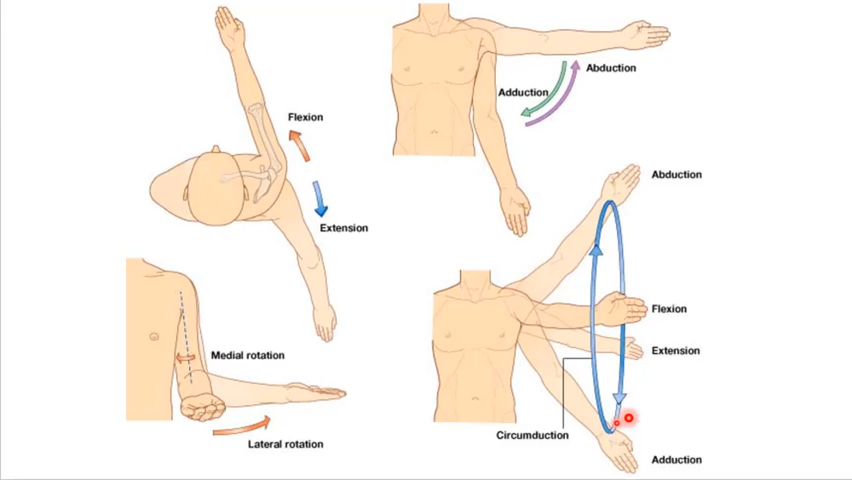 Flexion
Extension
Abduction
Adduction
Medial rotation
Lateral rotation
Abduction
Flexion
Extension
Circumduction
Adduction